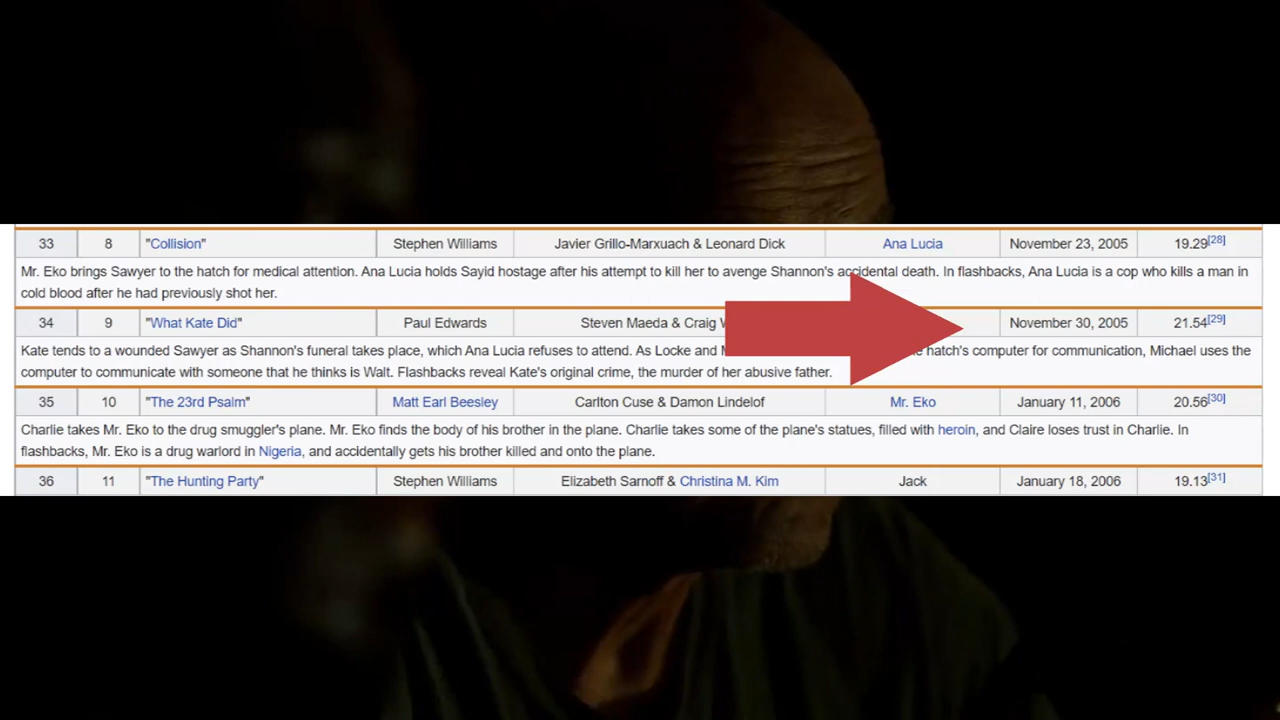 33 8 "Collision" Stephen Williams Javier Grillo-Marxuach & Leonard Dick Ana Lucia November 23, 2005 19.29[28]
Mr. Eko brings Sawyer to the hatch for medical attention. Ana Lucia holds Sayid hostage after his attempt to kill her to avenge Shannon's accidental death. In flashbacks, Ana Lucia is a cop who kills a man in
cold blood after he had previously shot her.
34 9 "What Kate Did" Paul Edwards Steven Maeda & Craig November 30, 2005 21.54[29]
Kate tends to a wounded Sawyer as Shannon's funeral takes place, which Ana Lucia refuses to attend. As Locke and hatch's computer for communication, Michael uses the
computer to communicate with someone that he thinks is Walt. Flashbacks reveal Kate's original crime, the murder of her abusive father.
35 10 "The 23rd Psalm" Matt Earl Beesley Carlton Cuse & Damon Lindelof Mr. Eko January 11, 2006 20.56[30]
Charlie takes Mr. Eko to the drug smuggler's plane. Mr. Eko finds the body of his brother in the plane. Charlie takes some of the plane's statues, filled with heroin, and Claire loses trust in Charlie. In
flashbacks, Mr. Eko is a drug warlord in Nigeria, and accidentally gets his brother killed and onto the plane.
36 11 "The Hunting Party" Stephen Williams Elizabeth Sarnoff & Christina M. Kim Jack January 18, 2006 19.13[31]